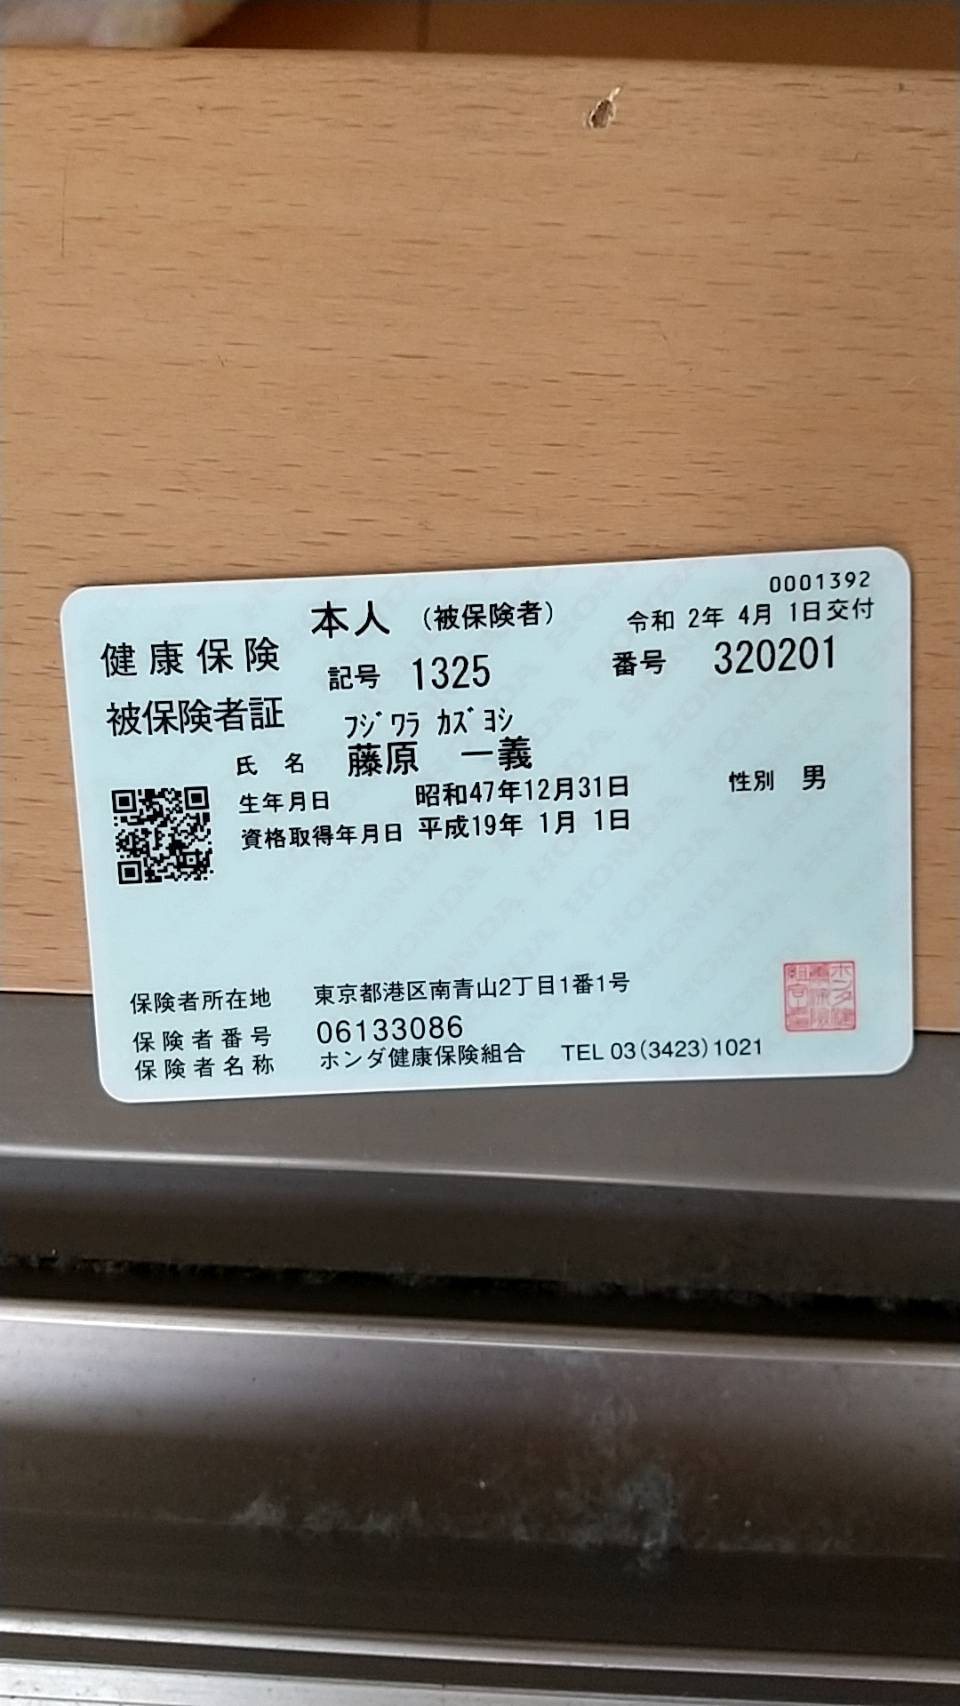 0001392
本人 （被保険者） 令和 2年 4月 1日交付
健康保険 記号 1325 番号 320201
被保険者証 ﾌｼﾞﾜﾗ ｶｽﾞﾖｼ
氏 名 藤原 一義
生年月日 昭和47年12月31日 性別 男
資格取得年月日 平成19年 1月 1日
保険者所在地 東京都港区南青山2丁目1番1号
保険者番号 06133086
保険者名称 ホンダ健康保険組合 TEL 03(3423)1021